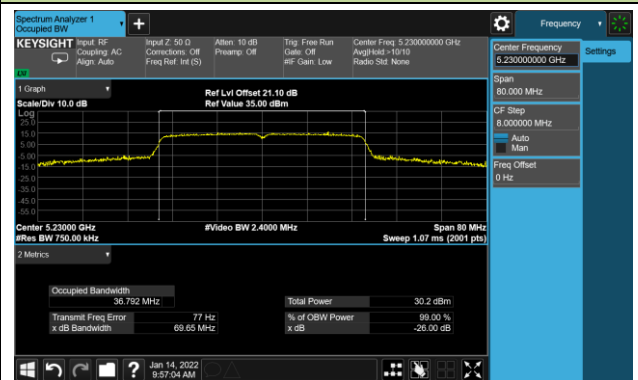 Spectrum Analyzer 1
Occupied BW
Frequency
KEYSIGHT
Input: RF
Coupling: AC
Align: Auto
Input Z: 50 Ω
Corrections: Off
Freq Ref: Int (S)
Atten: 10 dB
Preamp: Off
Trig: Free Run
Gate: Off
#IF Gain: Low
Center Freq: 5.230000000 GHz
Avg|Hold:>10/10
Radio Std: None
Center Frequency
5.230000000 GHz
Settings
Span
80.000 MHz
CF Step
8.000000 MHz
Auto
Man
Freq Offset
0 Hz
1 Graph
Scale/Div 10.0 dB
Ref Lvl Offset 21.10 dB
Ref Value 35.00 dBm
Log
25.0
15.0
5.00
-5.00
-15.0
-25.0
-35.0
-45.0
-55.0
Center 5.23000 GHz
#Res BW 750.00 kHz
#Video BW 2.4000 MHz
Span 80 MHz
Sweep 1.07 ms (2001 pts)
2 Metrics
Occupied Bandwidth
36.792 MHz
Total Power 30.2 dBm
Transmit Freq Error 77 Hz
% of OBW Power 99.00 %
x dB Bandwidth 69.65 MHz
x dB -26.00 dB
Jan 14, 2022
9:57:04 AM